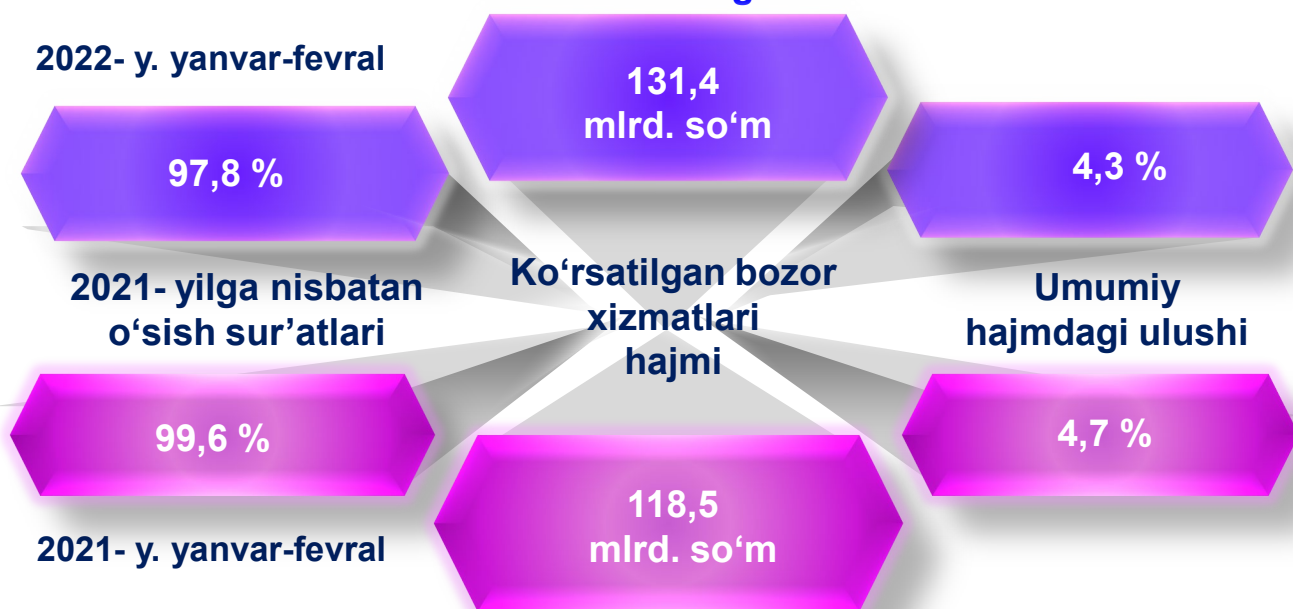 2022- y. yanvar-fevral
131,4
mlrd. so‘m
97,8 %
4,3 %
2021- yilga nisbatan
o‘sish sur’atlari
Ko‘rsatilgan bozor
xizmatlari
hajmi
Umumiy
hajmdagi ulushi
99,6 %
4,7 %
118,5
mlrd. so‘m
2021- y. yanvar-fevral